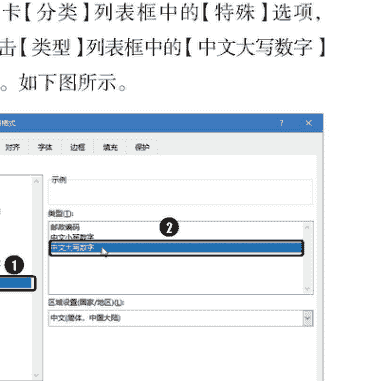 卡【分类】列表框中的【特殊】选项，
击【类型】列表框中的【中文大写数字】
。如下图所示。
格式
? ×
对齐 字体 边框 填充 保护
示例
类型(T):
邮政编码
中文小写数字
中文大写数字
2
1
区域设置(国家/地区)(L):
中文(简体，中国大陆)